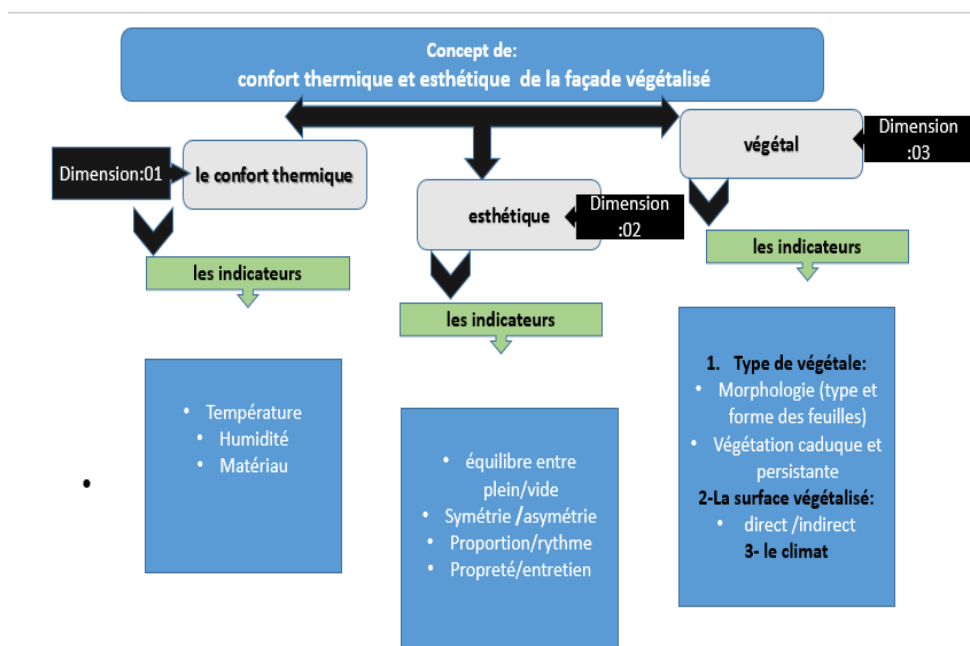 Concept de:
confort thermique et esthétique de la façade végétalisé
Dimension:01
le confort thermique
les indicateurs
• Température
• Humidité
• Matériau
•
esthétique
Dimension
:02
les indicateurs
• équilibre entre
plein/vide
• Symétrie /asymétrie
• Proportion/rythme
• Propreté/entretien
végétal
Dimension
:03
les indicateurs
1. Type de végétale:
• Morphologie (type et
forme des feuilles)
• Végétation caduque et
persistante
2-La surface végétalisé:
• direct /indirect
3- le climat